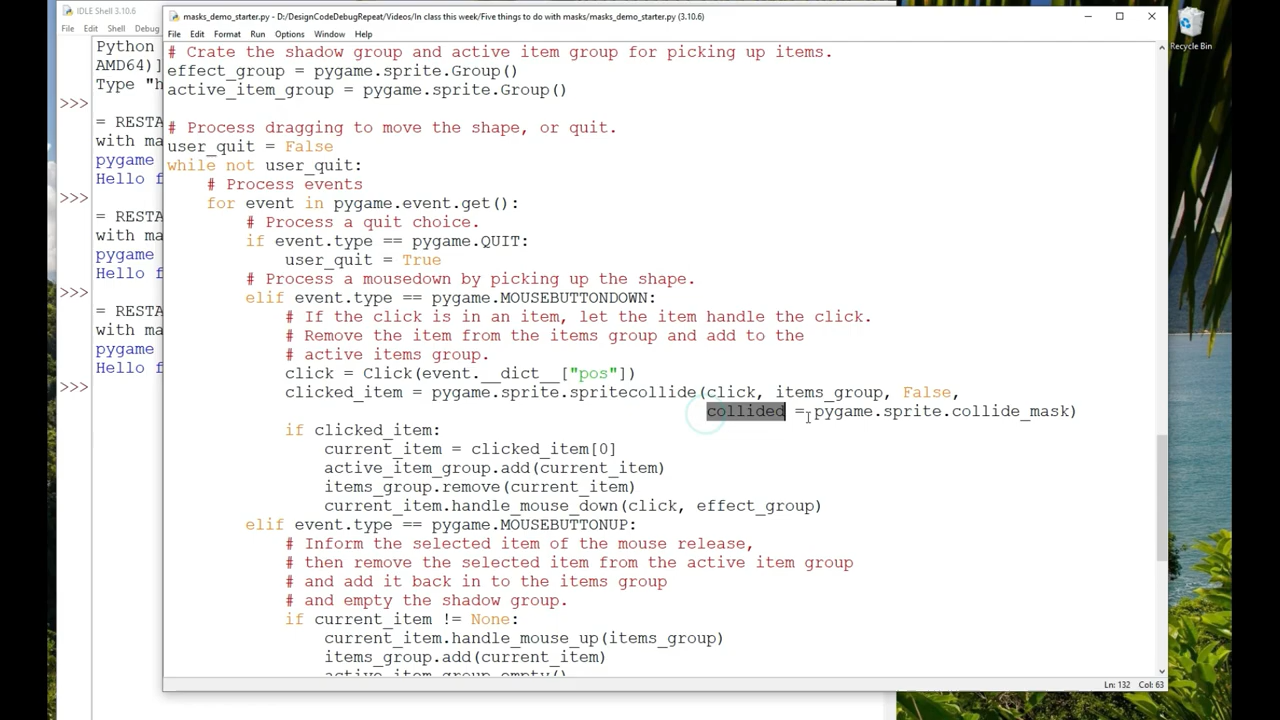 IDLE Shell 3.10.6
File Edit Shell Debug
Python
AMD64)]
Type "h
>>>
= RESTA
with ma
pygame
Hello f
>>>
= RESTA
with ma
pygame
Hello f
>>>
= RESTA
with ma
pygame
Hello f
>>>
masks_demo_starter.py - D:/DesignCodeDebugRepeat/Videos/In class this week/Five things to do with masks/masks_demo_starter.py (3.10.6)
File Edit Format Run Options Window Help
# Crate the shadow group and active item group for picking up items.
effect_group = pygame.sprite.Group()
active_item_group = pygame.sprite.Group()
# Process dragging to move the shape, or quit.
user_quit = False
while not user_quit:
# Process events
for event in pygame.event.get():
# Process a quit choice.
if event.type == pygame.QUIT:
user_quit = True
# Process a mousedown by picking up the shape.
elif event.type == pygame.MOUSEBUTTONDOWN:
# If the click is in an item, let the item handle the click.
# Remove the item from the items group and add to the
# active items group.
click = Click(event.__dict__["pos"])
clicked_item = pygame.sprite.spritecollide(click, items_group, False,
collided = pygame.sprite.collide_mask)
if clicked_item:
current_item = clicked_item[0]
active_item_group.add(current_item)
items_group.remove(current_item)
current_item.handle_mouse_down(click, effect_group)
elif event.type == pygame.MOUSEBUTTONUP:
# Inform the selected item of the mouse release,
# then remove the selected item from the active item group
# and add it back in to the items group
# and empty the shadow group.
if current_item != None:
current_item.handle_mouse_up(items_group)
items_group.add(current_item)
active_item_group.empty()
Ln: 132 Col: 63
Recycle Bin